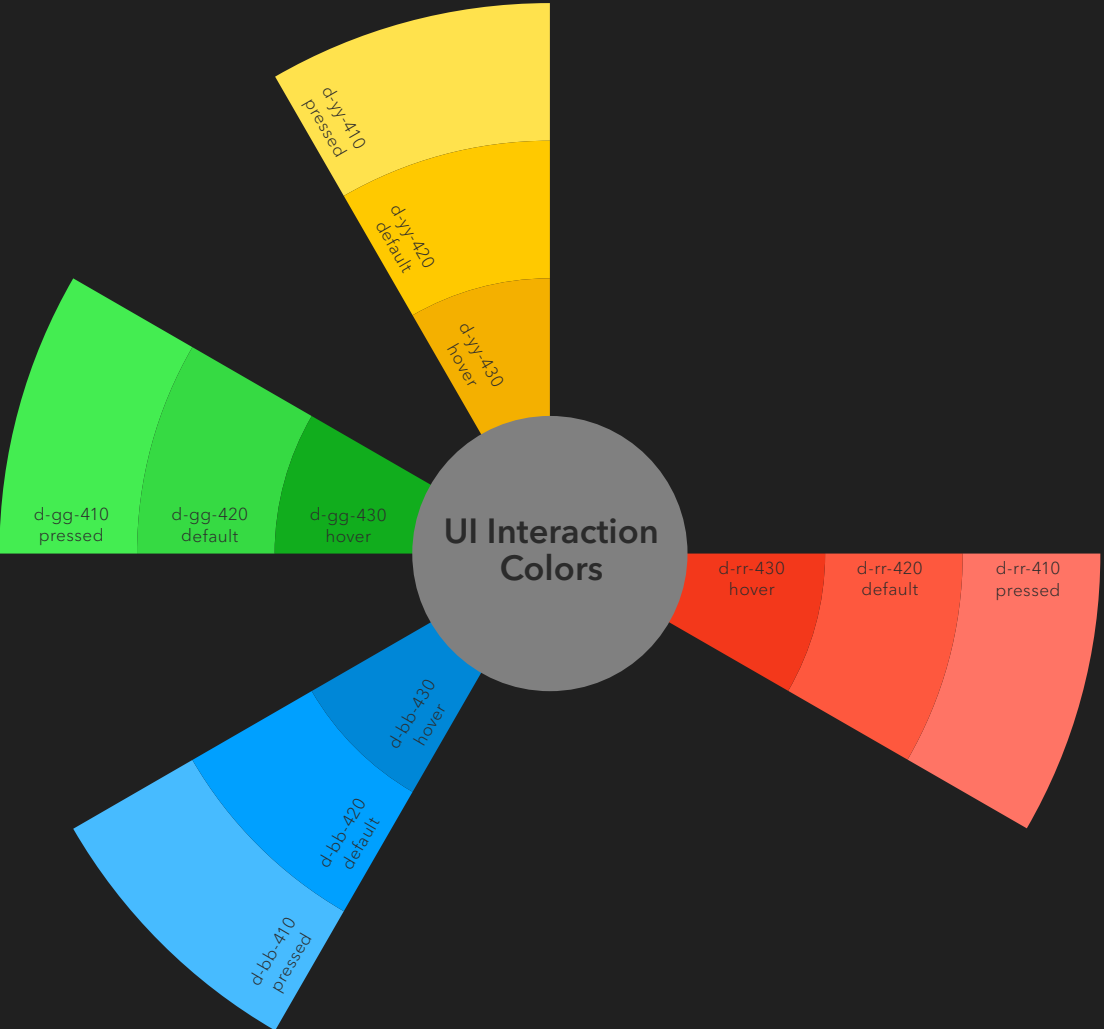 d-yy-410
pressed
d-yy-420
default
d-yy-430
hover
d-gg-410
pressed
d-gg-420
default
d-gg-430
hover
UI Interaction
Colors
d-rr-430
hover
d-rr-420
default
d-rr-410
pressed
d-bb-430
hover
d-bb-420
default
d-bb-410
pressed